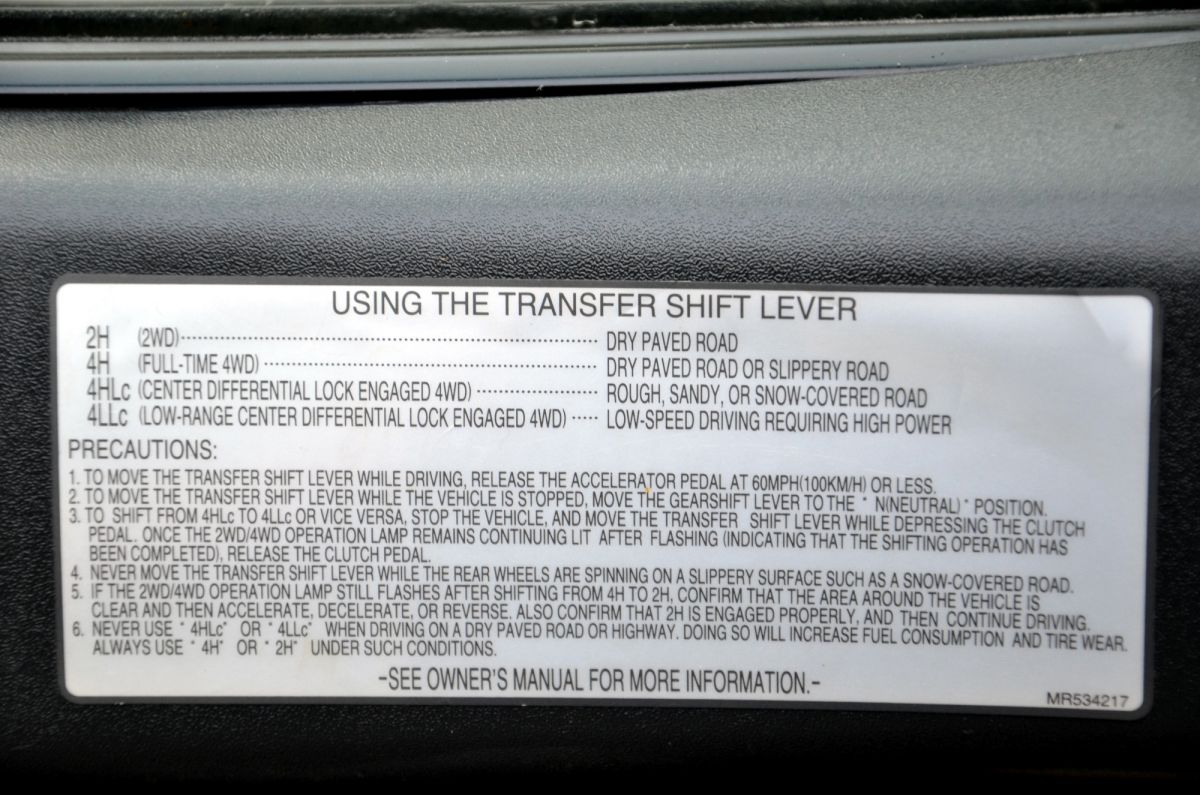 USING THE TRANSFER SHIFT LEVER
2H (2WD)······························ DRY PAVED ROAD
4H (FULL-TIME 4WD)······························ DRY PAVED ROAD OR SLIPPERY ROAD
4HLc (CENTER DIFFERENTIAL LOCK ENGAGED 4WD)·············· ROUGH, SANDY, OR SNOW-COVERED ROAD
4LLc (LOW-RANGE CENTER DIFFERENTIAL LOCK ENGAGED 4WD)····· LOW-SPEED DRIVING REQUIRING HIGH POWER
PRECAUTIONS:
1. TO MOVE THE TRANSFER SHIFT LEVER WHILE DRIVING, RELEASE THE ACCELERATOR PEDAL AT 60MPH(100KM/H) OR LESS.
2. TO MOVE THE TRANSFER SHIFT LEVER WHILE THE VEHICLE IS STOPPED, MOVE THE GEARSHIFT LEVER TO THE " N(NEUTRAL) " POSITION.
3. TO SHIFT FROM 4HLc TO 4LLc OR VICE VERSA, STOP THE VEHICLE, AND MOVE THE TRANSFER SHIFT LEVER WHILE DEPRESSING THE CLUTCH
PEDAL. ONCE THE 2WD/4WD OPERATION LAMP REMAINS CONTINUING LIT AFTER FLASHING (INDICATING THAT THE SHIFTING OPERATION HAS
BEEN COMPLETED), RELEASE THE CLUTCH PEDAL.
4. NEVER MOVE THE TRANSFER SHIFT LEVER WHILE THE REAR WHEELS ARE SPINNING ON A SLIPPERY SURFACE SUCH AS A SNOW-COVERED ROAD.
5. IF THE 2WD/4WD OPERATION LAMP STILL FLASHES AFTER SHIFTING FROM 4H TO 2H, CONFIRM THAT THE AREA AROUND THE VEHICLE IS
CLEAR AND THEN ACCELERATE, DECELERATE, OR REVERSE. ALSO CONFIRM THAT 2H IS ENGAGED PROPERLY, AND THEN CONTINUE DRIVING.
6. NEVER USE " 4HLc" OR " 4LLc" WHEN DRIVING ON A DRY PAVED ROAD OR HIGHWAY. DOING SO WILL INCREASE FUEL CONSUMPTION AND TIRE WEAR.
ALWAYS USE " 4H" OR " 2H" UNDER SUCH CONDITIONS.
-SEE OWNER'S MANUAL FOR MORE INFORMATION.-
MR534217